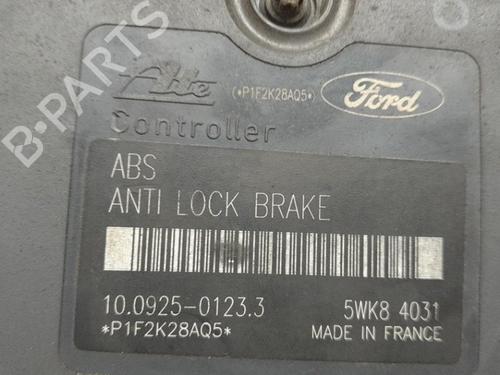 B-PARTS
Ate (*P1F2K28AQ5*) Ford
Controller
ABS
ANTI LOCK BRAKE
10.0925-0123.3 5WK8 4031
*P1F2K28AQ5* MADE IN FRANCE